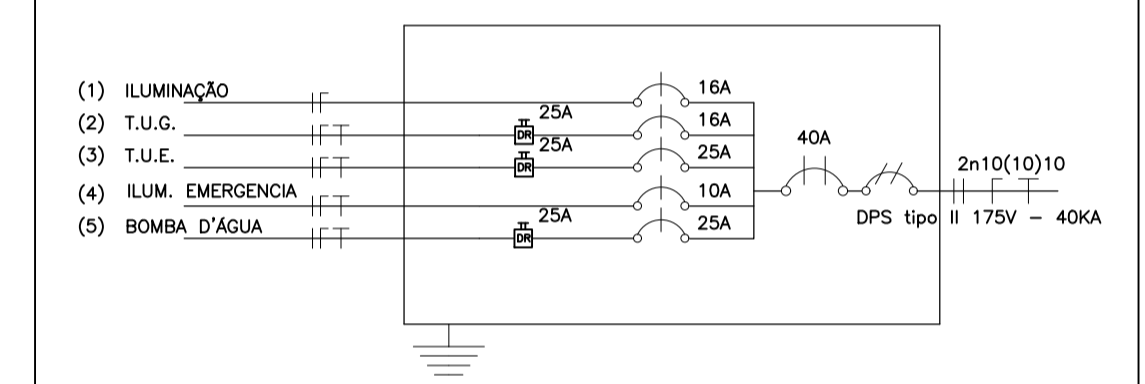 (1) ILUMINAÇÃO 16A
25A
(2) T.U.G. DR 16A
25A 40A
(3) T.U.E. DR 25A
2n10(10)10
(4) ILUM. EMERGENCIA 10A
25A DPS tipo II 175V - 40KA
(5) BOMBA D'ÁGUA DR 25A